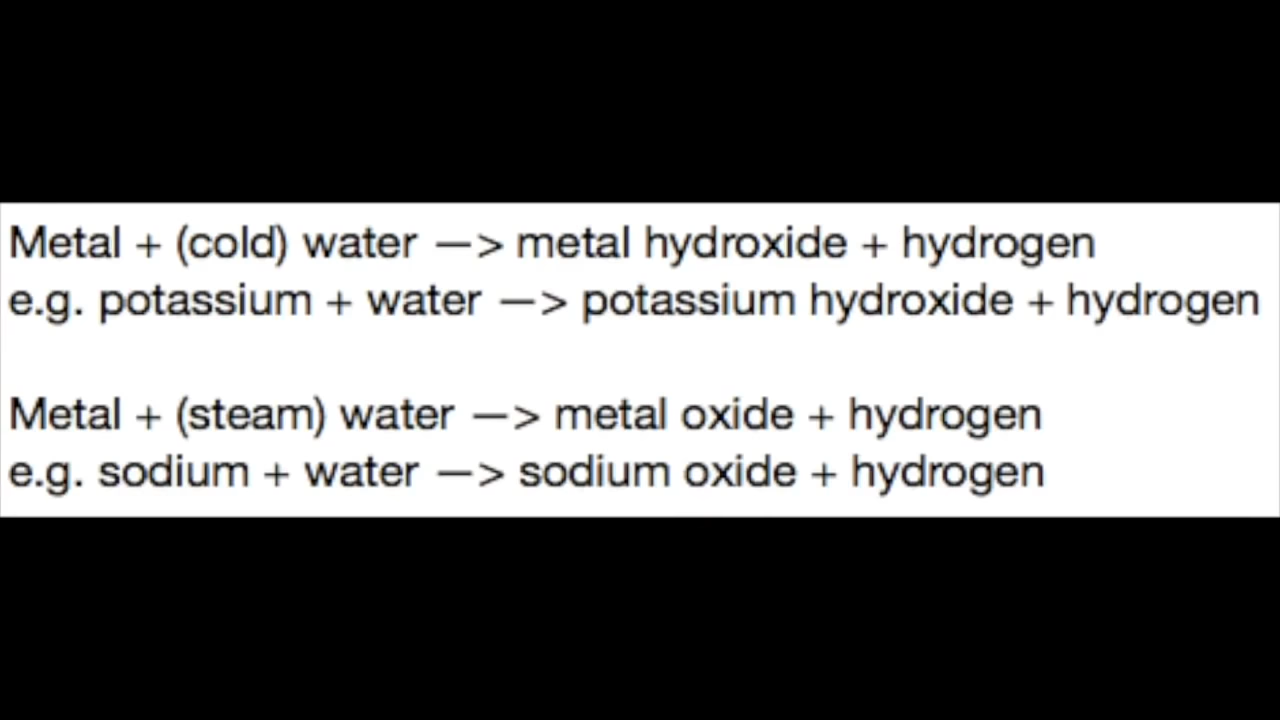 Metal + (cold) water —> metal hydroxide + hydrogen
e.g. potassium + water —> potassium hydroxide + hydrogen
Metal + (steam) water —> metal oxide + hydrogen
e.g. sodium + water —> sodium oxide + hydrogen